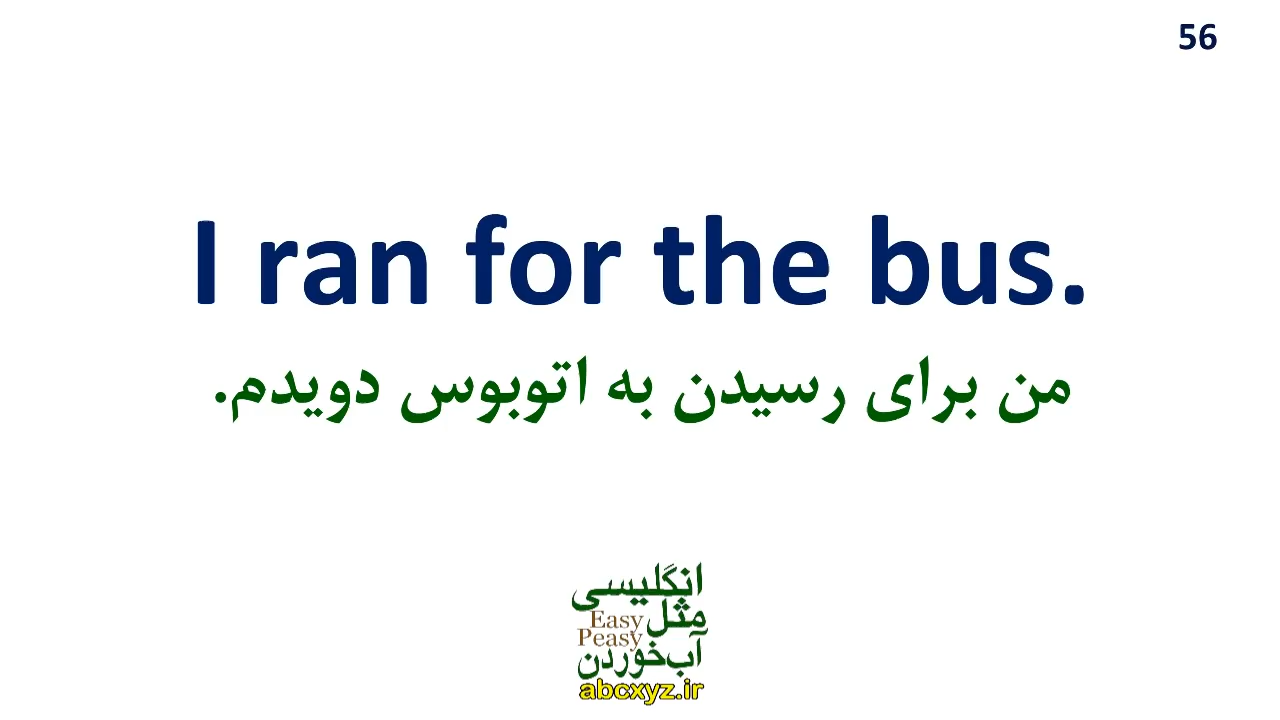 56
I ran for the bus.
من برای رسیدن به اتوبوس دویدم.
انگلیسی
مثل
Easy
Peasy
آب‌خوردن
abcxyz.ir